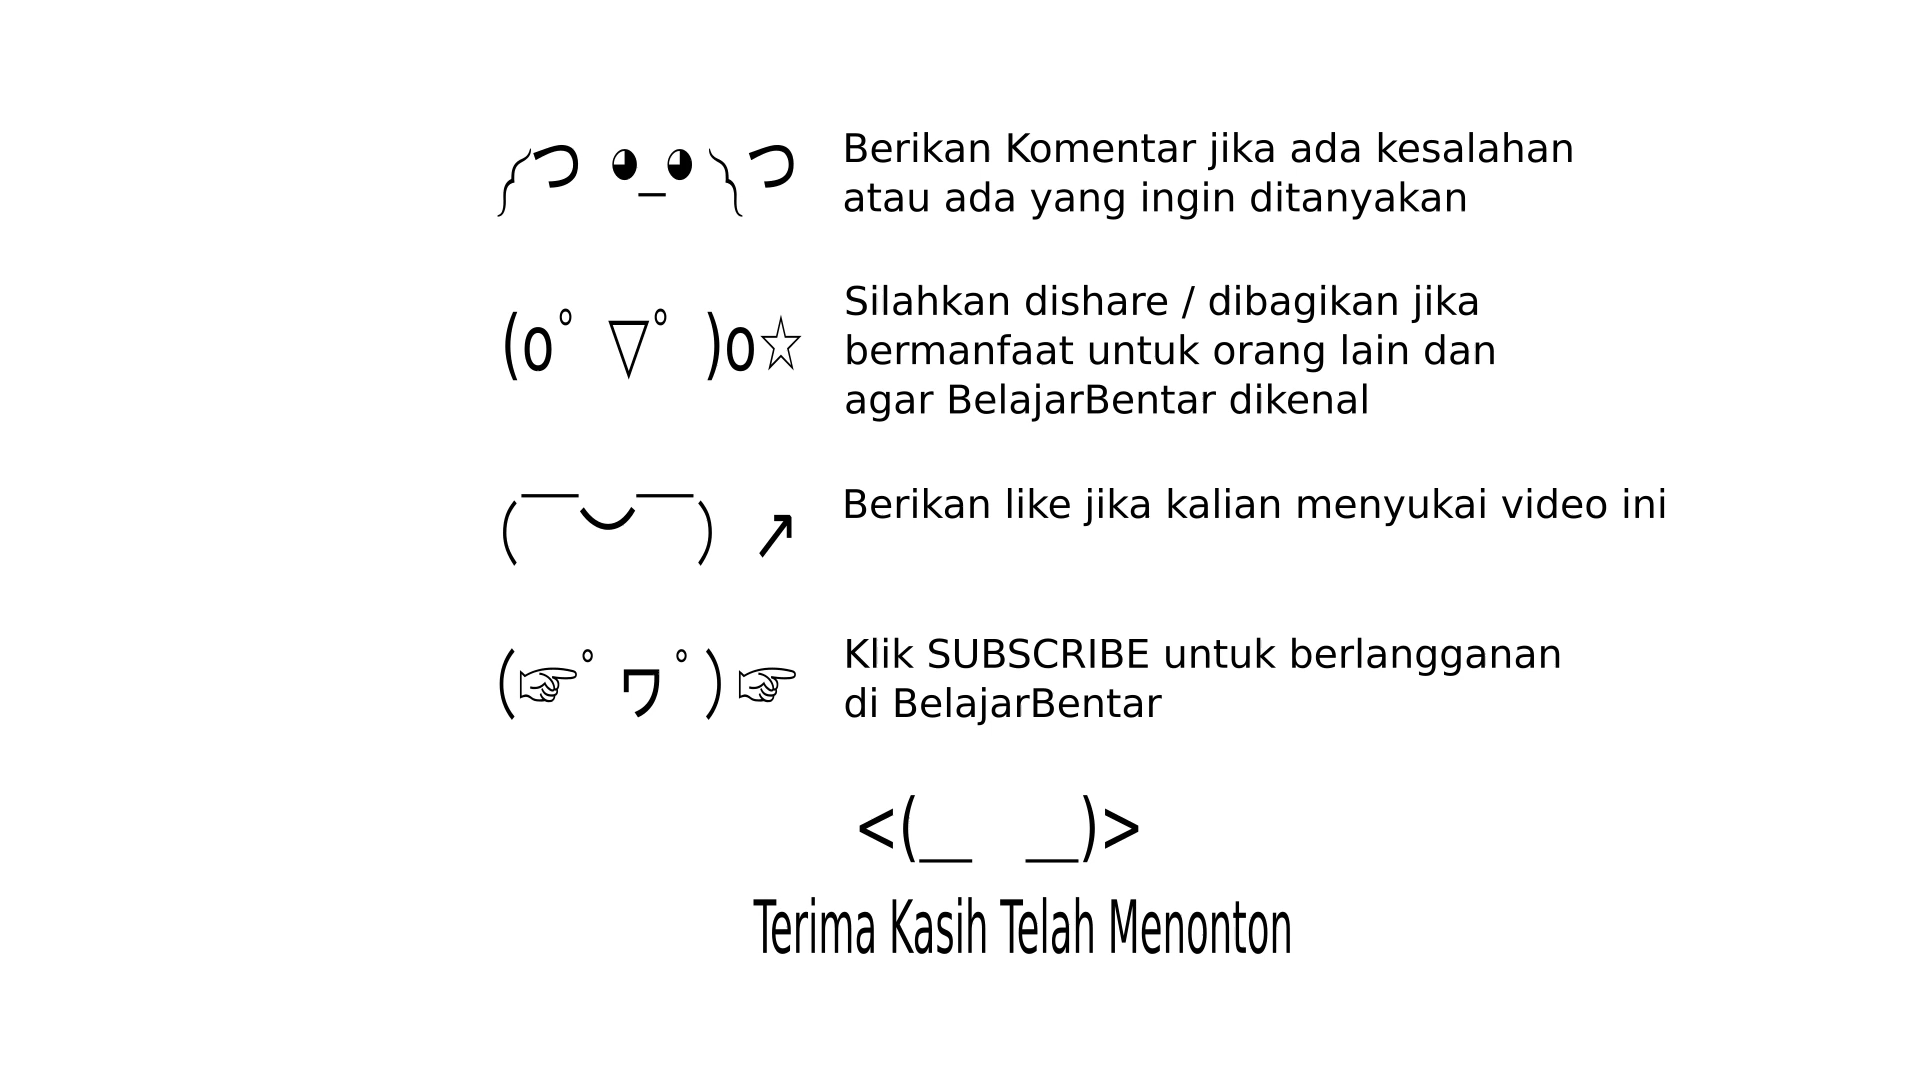 ༼つ ◕_◕ ༽つ
Berikan Komentar jika ada kesalahan
atau ada yang ingin ditanyakan
(o゜▽゜)o☆
Silahkan dishare / dibagikan jika
bermanfaat untuk orang lain dan
agar BelajarBentar dikenal
(￣︶￣)↗
Berikan like jika kalian menyukai video ini
(☞゜ヮ゜)☞
Klik SUBSCRIBE untuk berlangganan
di BelajarBentar
<(__ __)>
Terima Kasih Telah Menonton